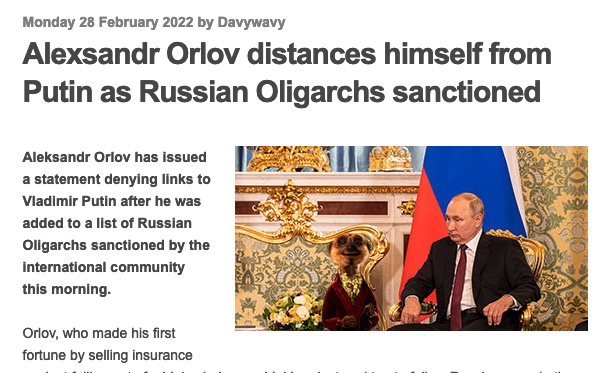 Monday 28 February 2022 by Davywavy
Alexsandr Orlov distances himself from
Putin as Russian Oligarchs sanctioned
Aleksandr Orlov has issued
a statement denying links to
Vladimir Putin after he was
added to a list of Russian
Oligarchs sanctioned by the
international community
this morning.
Orlov, who made his first
fortune by selling insurance